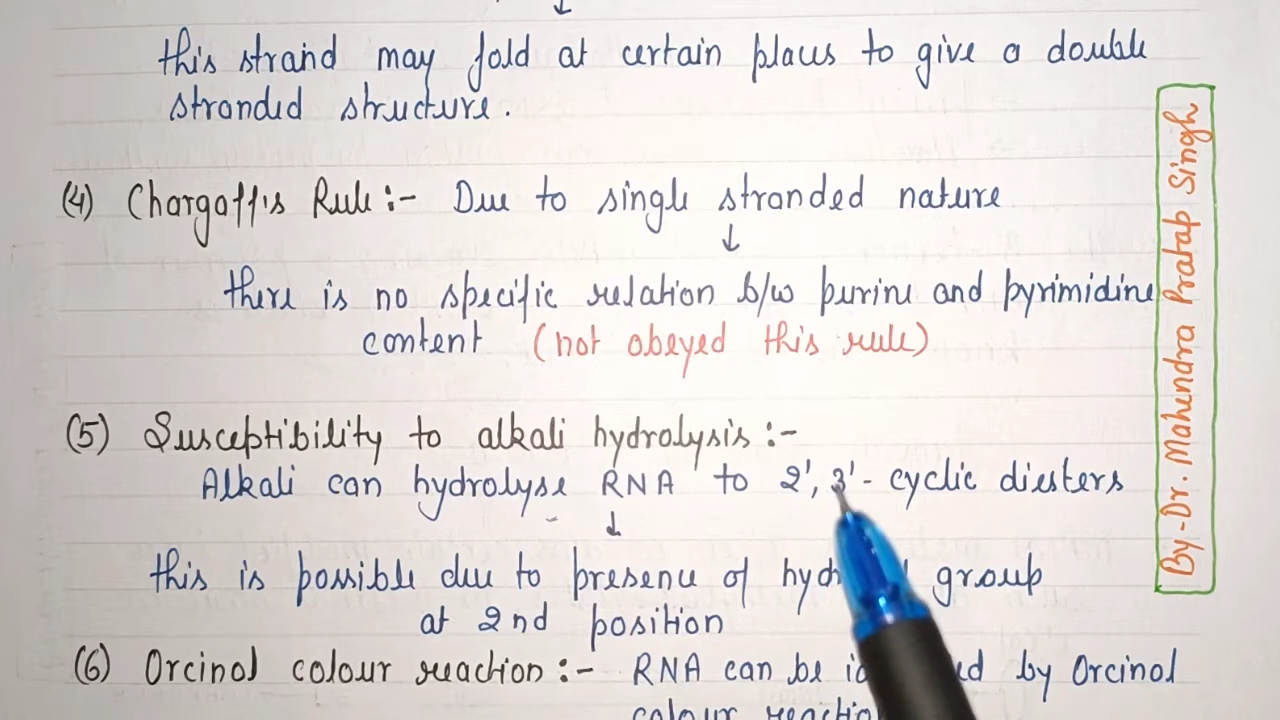 this strand may fold at certain places to give a double
stranded structure.
(4) Chargaff's Rule :- Due to single stranded nature
there is no specific relation b/w purine and pyrimidine
content (not obeyed this rule)
(5) Susceptibility to alkali hydrolysis :-
Alkali can hydrolyse RNA to 2', 3' - cyclic diesters
this is possible due to presence of group
at 2nd position
(6) Orcinol colour reaction :- RNA can be by Orcinol
colour
By :- Dr. Mahendra Pratap Singh